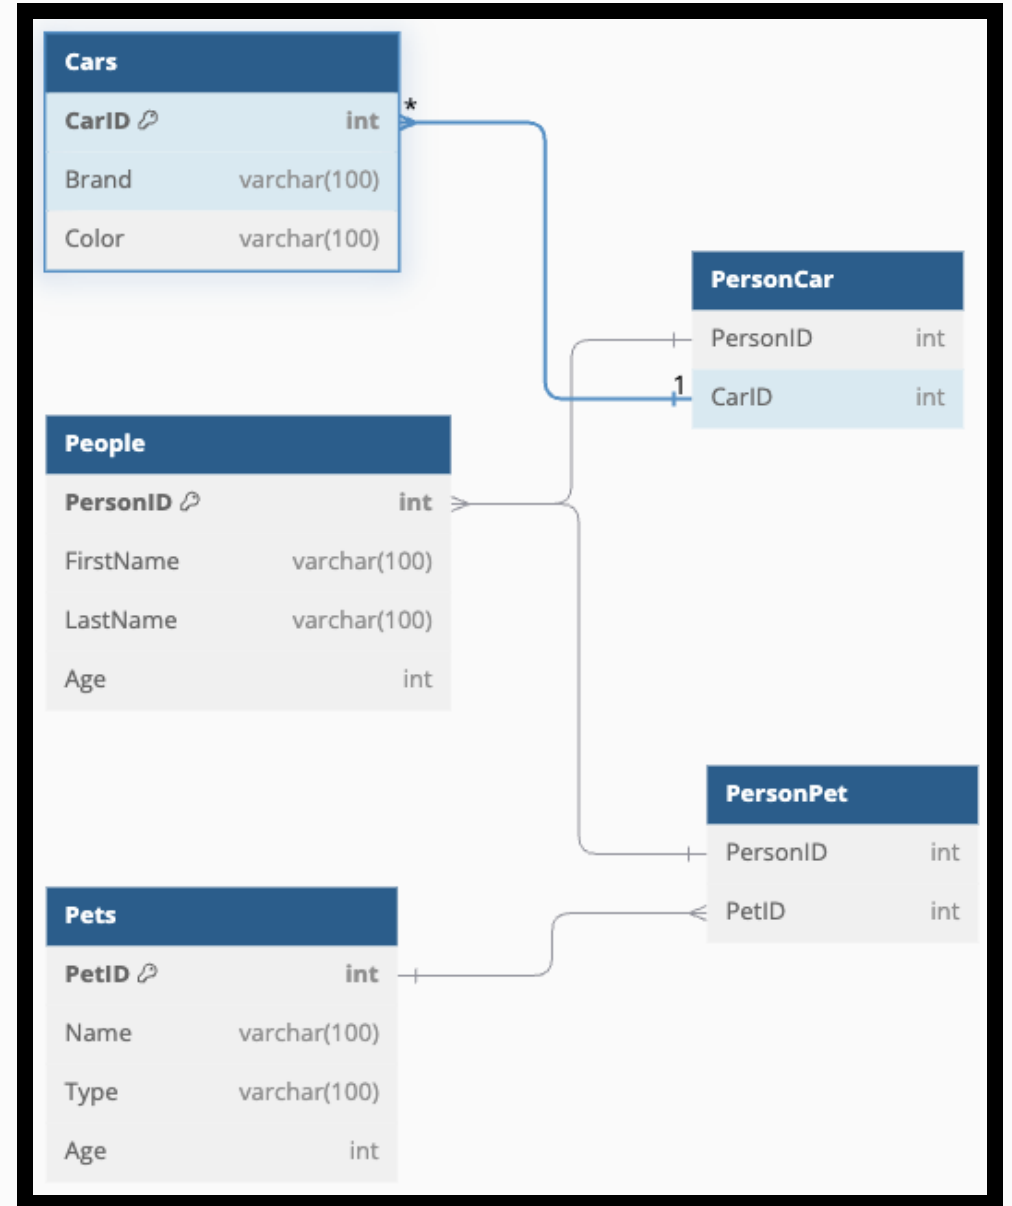 Cars
CarID int
Brand varchar(100)
Color varchar(100)
*
PersonCar
PersonID int
1
CarID int
People
PersonID int
FirstName varchar(100)
LastName varchar(100)
Age int
PersonPet
PersonID int
PetID int
Pets
PetID int
Name varchar(100)
Type varchar(100)
Age int